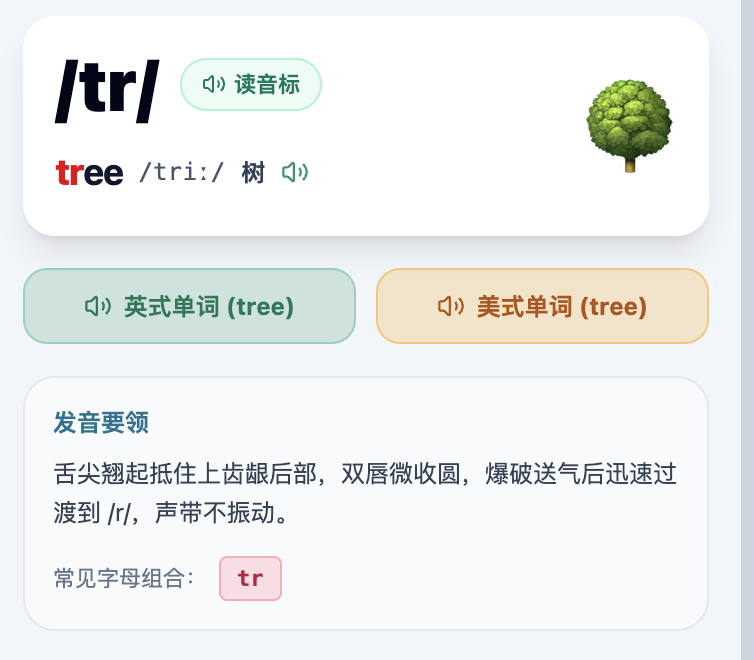 /tr/ 读音标
tree /triː/ 树
英式单词 (tree) 美式单词 (tree)
发音要领
舌尖翘起抵住上齿龈后部，双唇微收圆，爆破送气后迅速过
渡到 /r/，声带不振动。
常见字母组合： tr